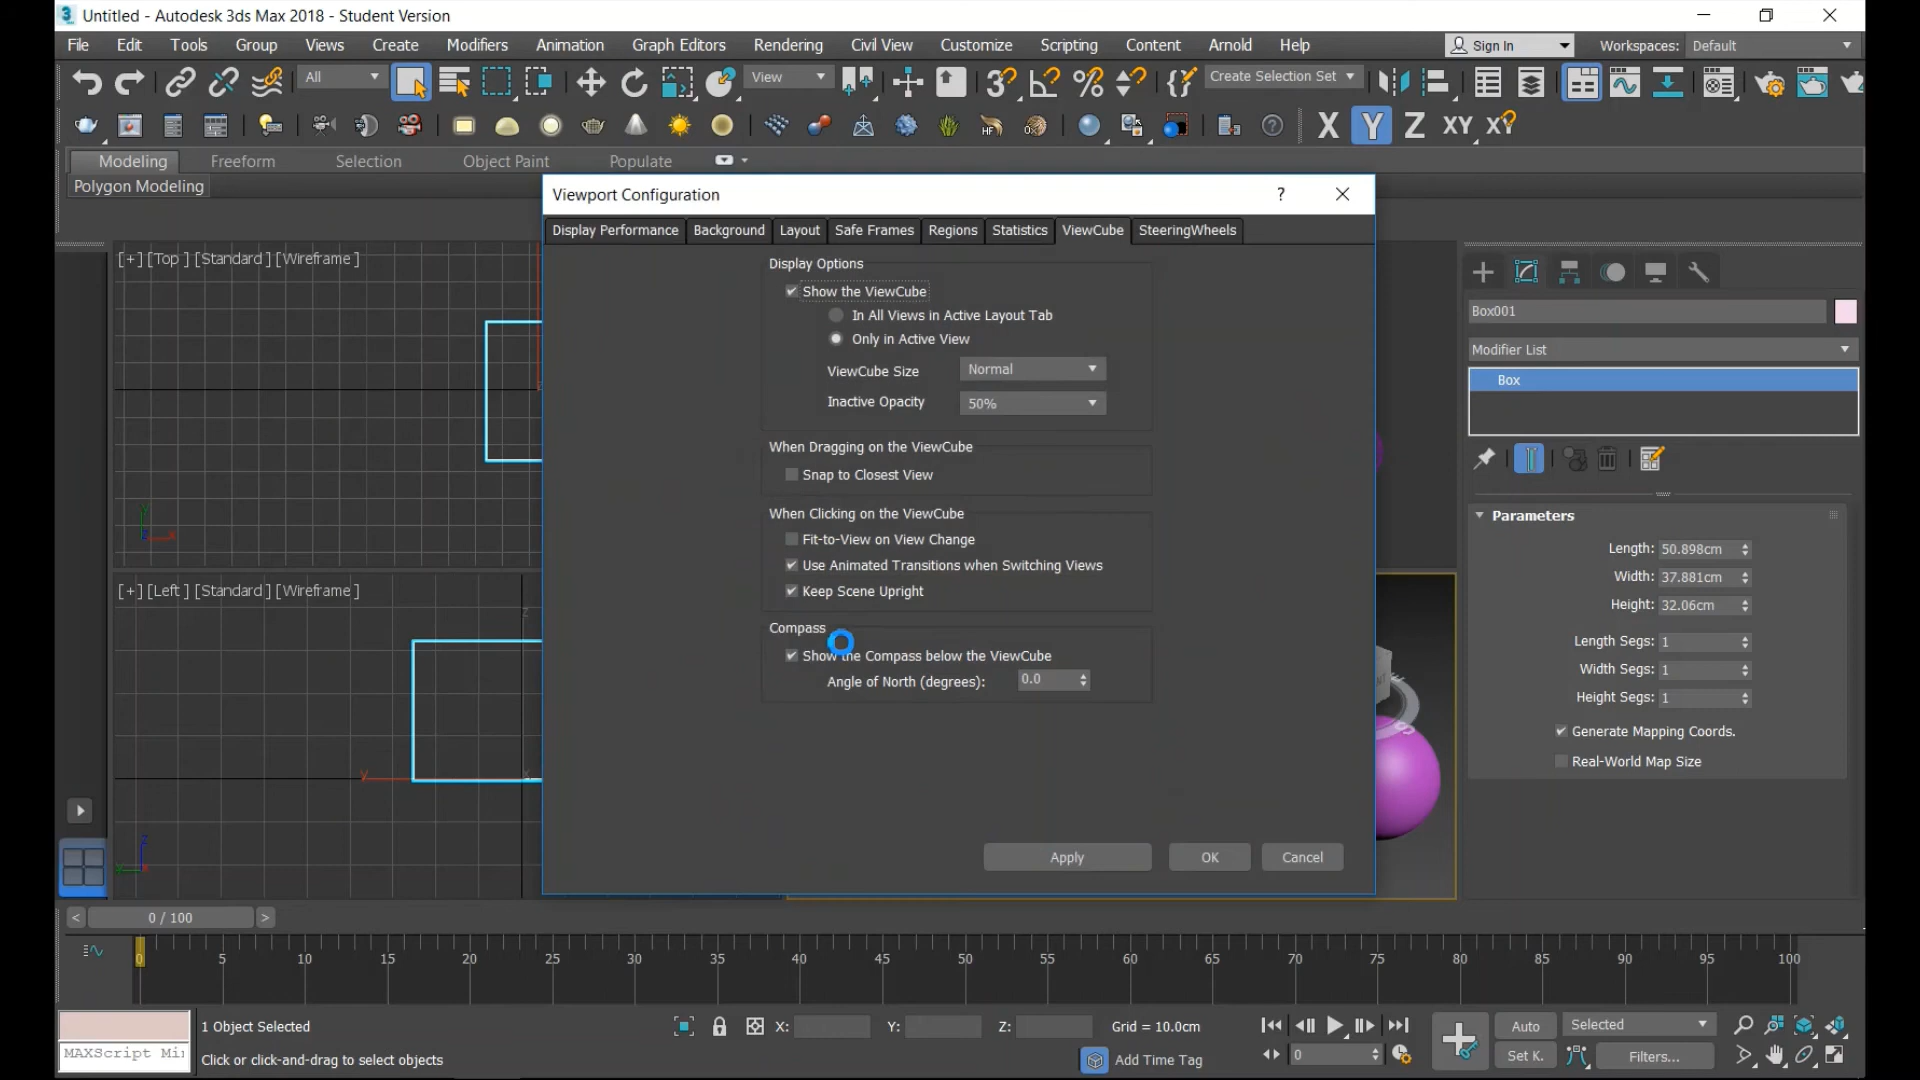 Untitled - Autodesk 3ds Max 2018 - Student Version
File Edit Tools Group Views Create Modifiers Animation Graph Editors Rendering Civil View Customize Scripting Content Arnold Help
Sign In
Workspaces: Default
All
View
Create Selection Set
X Y Z XY XY
Modeling Freeform Selection Object Paint Populate
Polygon Modeling
Viewport Configuration
?
Display Performance Background Layout Safe Frames Regions Statistics ViewCube SteeringWheels
Display Options
Show the ViewCube
In All Views in Active Layout Tab
Only in Active View
ViewCube Size Normal
Inactive Opacity 50%
When Dragging on the ViewCube
Snap to Closest View
When Clicking on the ViewCube
Fit-to-View on View Change
Use Animated Transitions when Switching Views
Keep Scene Upright
Compass
Show the Compass below the ViewCube
Angle of North (degrees): 0.0
Apply OK Cancel
[+] [Top ] [Standard ] [Wireframe ]
[+] [Left ] [Standard ] [Wireframe ]
Box001
Modifier List
Box
Parameters
Length: 50.898cm
Width: 37.881cm
Height: 32.06cm
Length Segs: 1
Width Segs: 1
Height Segs: 1
Generate Mapping Coords.
Real-World Map Size
< 0 / 100 >
0 5 10 15 20 25 30 35 40 45 50 55 60 65 70 75 80 85 90 95 100
1 Object Selected
X: Y: Z: Grid = 10.0cm
Auto Selected
MAXScript Mi
Click or click-and-drag to select objects
Add Time Tag
0
Set K. Filters...